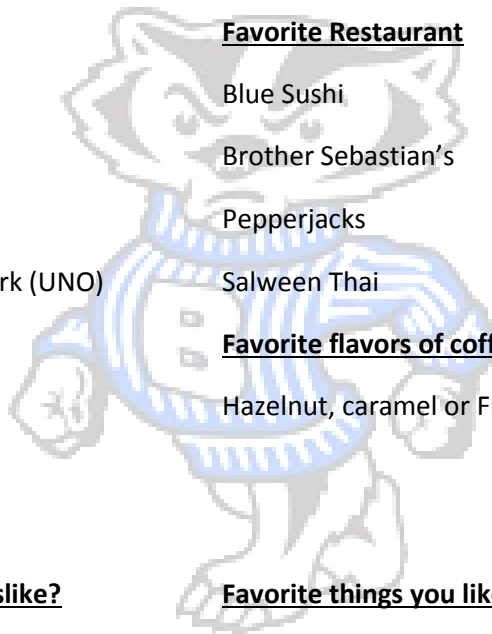 Favorite Restaurant
Blue Sushi
Brother Sebastian's
Pepperjacks
rk (UNO)
Salween Thai
Favorite flavors of coff
Hazelnut, caramel or F
slike?
Favorite things you like